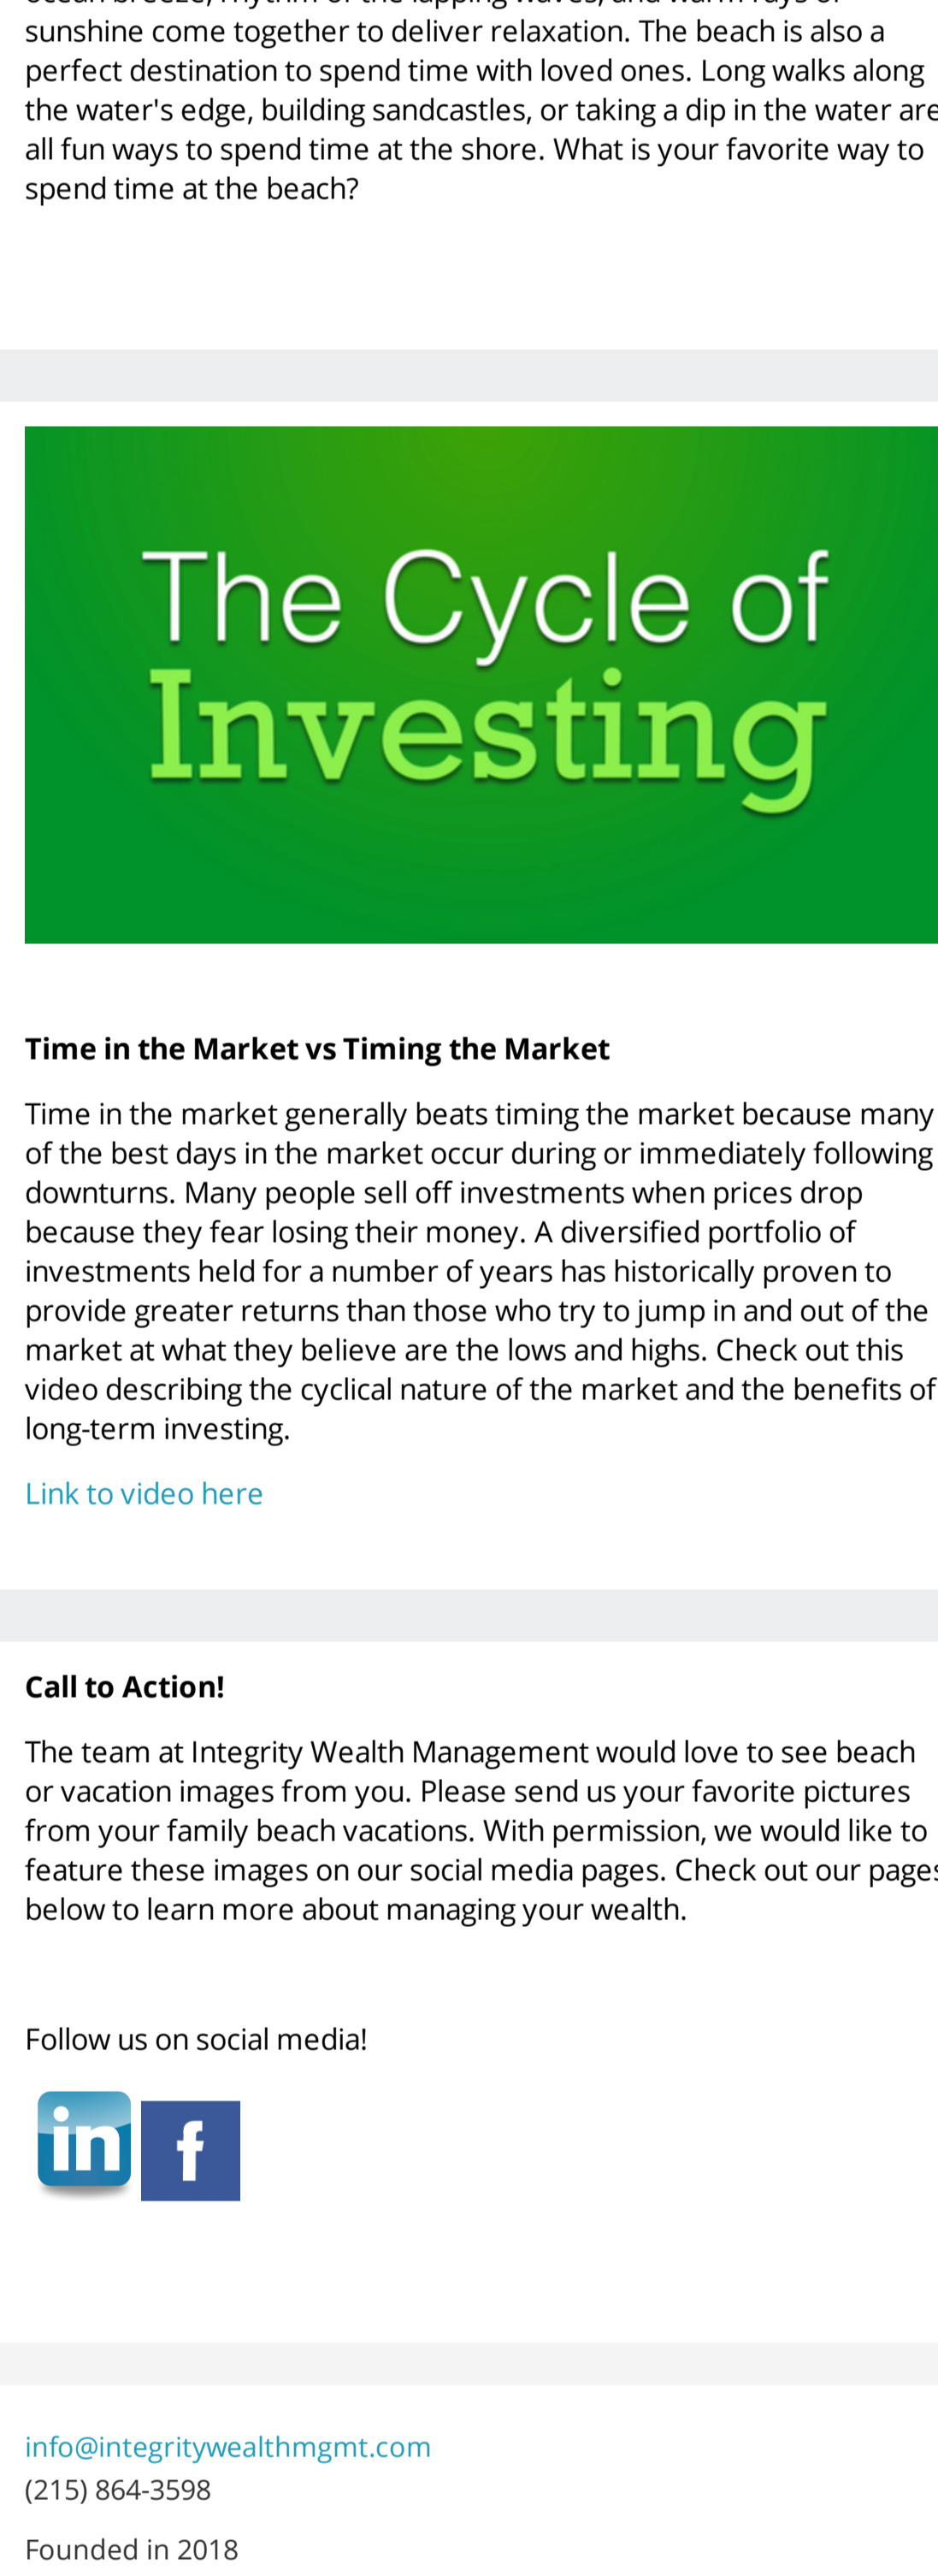 ocean breeze, rhythm of the lapping waves, and warm rays of
sunshine come together to deliver relaxation. The beach is also a
perfect destination to spend time with loved ones. Long walks along
the water's edge, building sandcastles, or taking a dip in the water are
all fun ways to spend time at the shore. What is your favorite way to
spend time at the beach?
The Cycle of
Investing
Time in the Market vs Timing the Market
Time in the market generally beats timing the market because many
of the best days in the market occur during or immediately following
downturns. Many people sell off investments when prices drop
because they fear losing their money. A diversified portfolio of
investments held for a number of years has historically proven to
provide greater returns than those who try to jump in and out of the
market at what they believe are the lows and highs. Check out this
video describing the cyclical nature of the market and the benefits of
long-term investing.
Link to video here
Call to Action!
The team at Integrity Wealth Management would love to see beach
or vacation images from you. Please send us your favorite pictures
from your family beach vacations. With permission, we would like to
feature these images on our social media pages. Check out our pages
below to learn more about managing your wealth.
Follow us on social media!
in f
info@integritywealthmgmt.com
(215) 864-3598
Founded in 2018